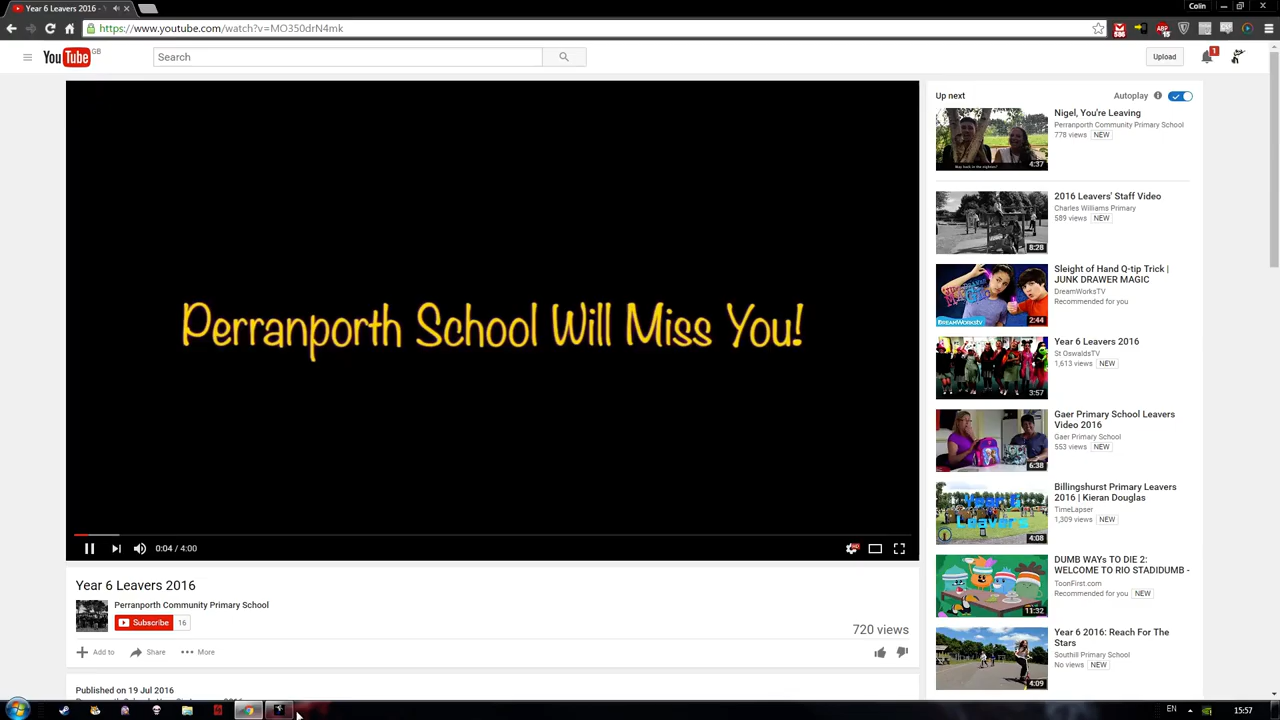 Year 6 Leavers 2016 -
Colin
https://www.youtube.com/watch?v=MO350drN4mk
586
15
YouTube
GB
Search
Upload
1
Perranporth School Will Miss You!
0:04 / 4:00
Year 6 Leavers 2016
Perranporth Community Primary School
Subscribe 16
720 views
Add to Share More
Published on 19 Jul 2016
Up next
Autoplay
4:37
Nigel, You're Leaving
Perranporth Community Primary School
778 views NEW
8:28
2016 Leavers' Staff Video
Charles Williams Primary
589 views NEW
DREAMWORKSTV
2:44
Sleight of Hand Q-tip Trick |
JUNK DRAWER MAGIC
DreamWorksTV
Recommended for you
3:57
Year 6 Leavers 2016
St OswaldsTV
1,613 views NEW
6:38
Gaer Primary School Leavers
Video 2016
Gaer Primary School
553 views NEW
Year 6
Leavers
4:08
Billingshurst Primary Leavers
2016 | Kieran Douglas
TimeLapser
1,309 views NEW
11:32
DUMB WAYs TO DIE 2:
WELCOME TO RIO STADIDUMB -
ToonFirst.com
Recommended for you NEW
4:09
Year 6 2016: Reach For The
Stars
Southill Primary School
No views NEW
EN
15:57